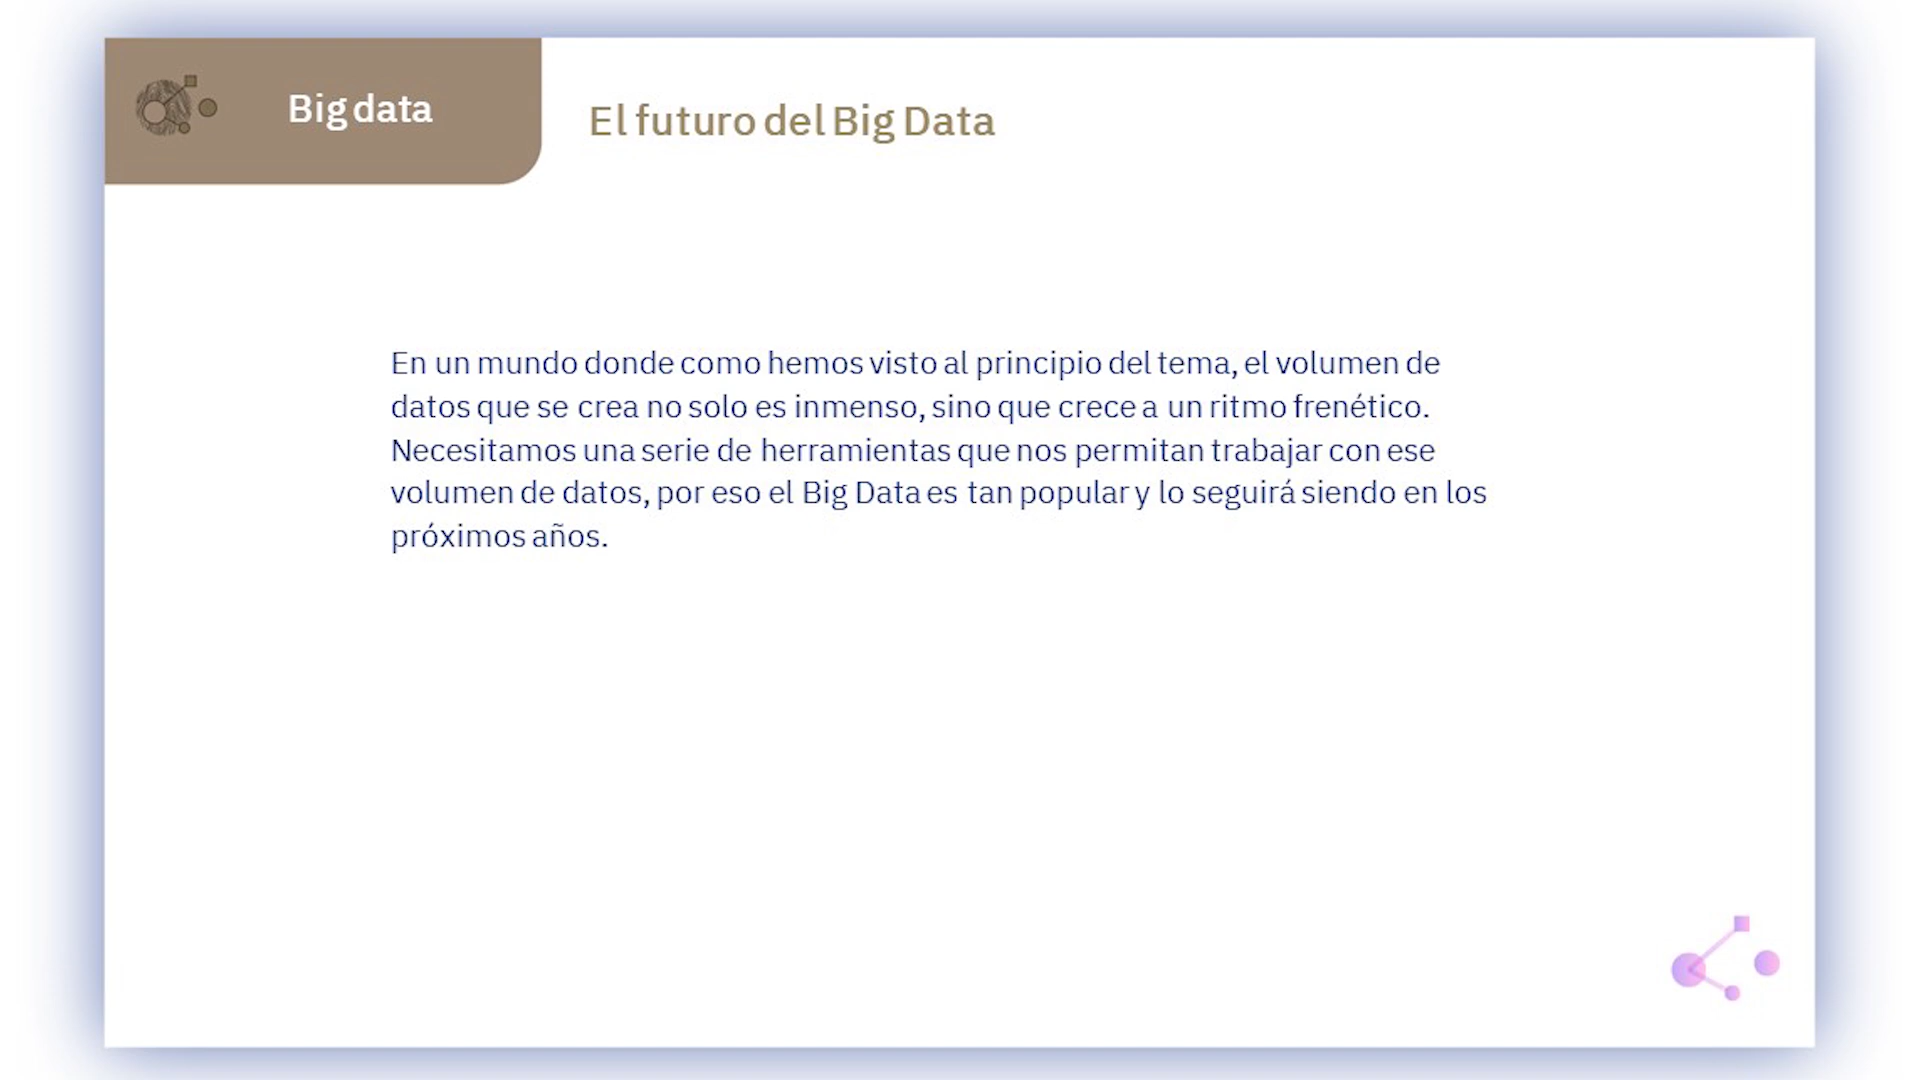 Big data
El futuro del Big Data
En un mundo donde como hemos visto al principio del tema, el volumen de
datos que se crea no solo es inmenso, sino que crece a un ritmo frenético.
Necesitamos una serie de herramientas que nos permitan trabajar con ese
volumen de datos, por eso el Big Data es tan popular y lo seguirá siendo en los
próximos años.